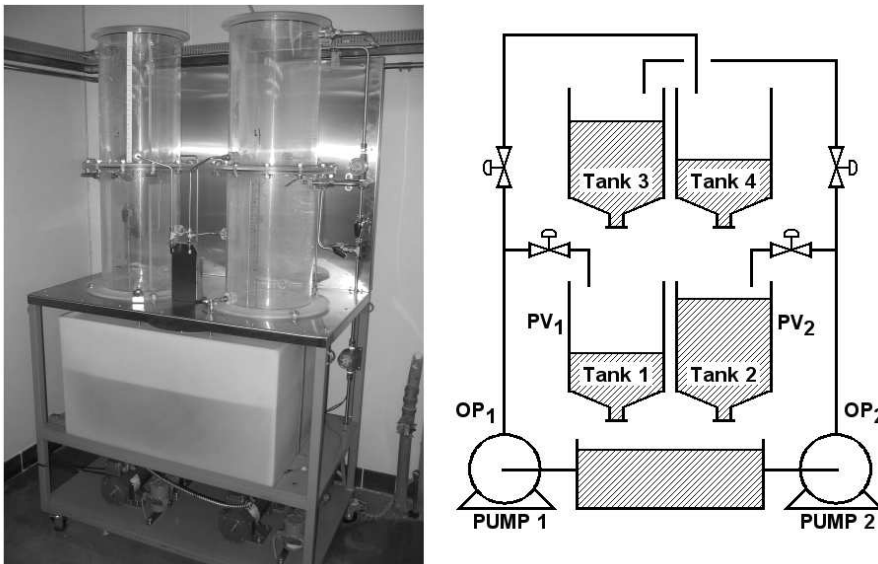 Tank 3
Tank 4
PV1
PV2
Tank 1
Tank 2
OP1
OP2
PUMP 1
PUMP 2